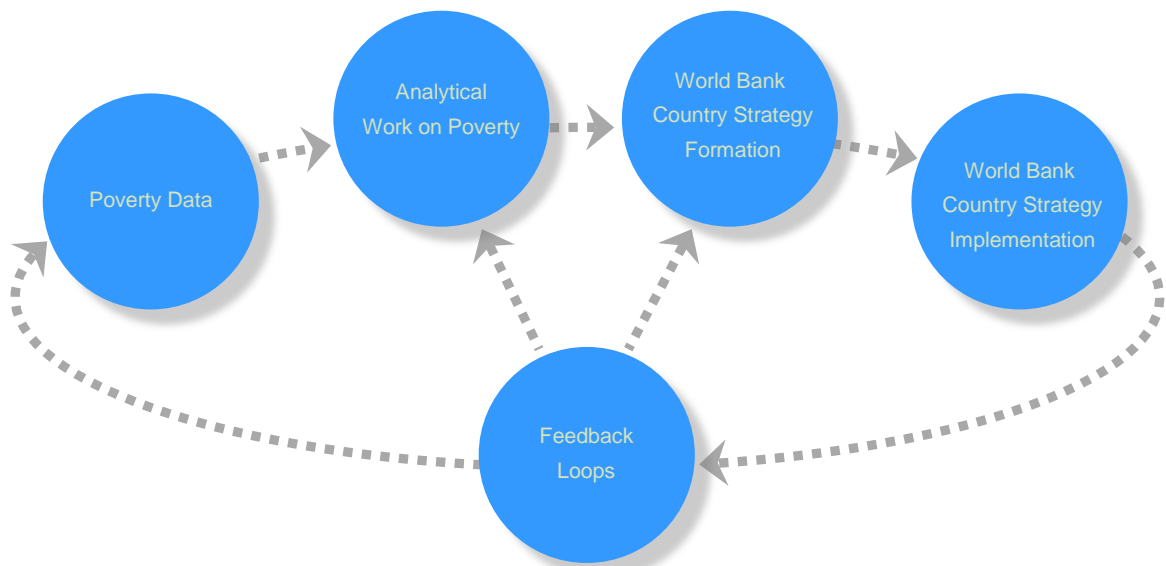 Poverty Data
Analytical
Work on Poverty
World Bank
Country Strategy
Formation
World Bank
Country Strategy
Implementation
Feedback
Loops